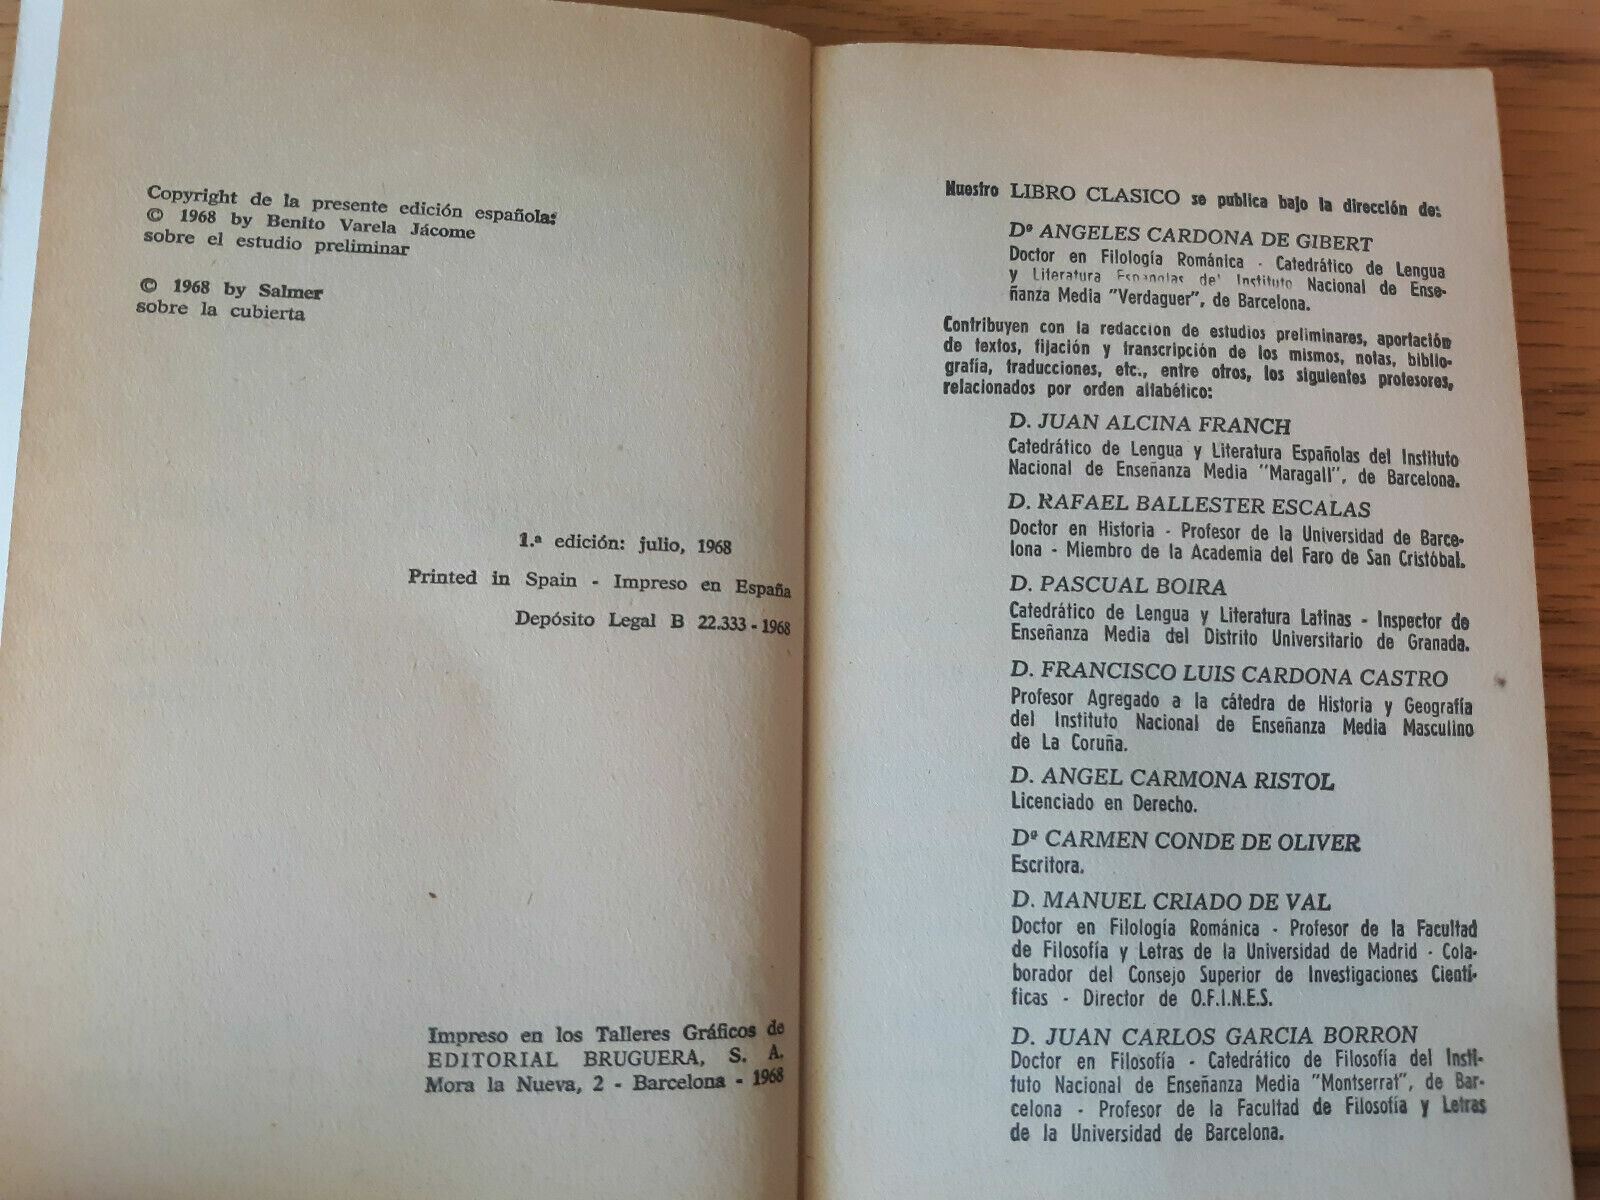 Copyright de la presente edición española:
© 1968 by Benito Varela Jácome
sobre el estudio preliminar
© 1968 by Salmer
sobre la cubierta
1.ª edición: julio, 1968
Printed in Spain - Impreso en España
Depósito Legal B 22.333 - 1968
Impreso en los Talleres Gráficos de
EDITORIAL BRUGUERA, S. A.
Mora la Nueva, 2 - Barcelona - 1968
Nuestro LIBRO CLASICO se publica bajo la dirección de:
Dª ANGELES CARDONA DE GIBERT
Doctor en Filología Románica - Catedrático de Lengua
y Literatura Españolas del Instituto Nacional de Ense-
ñanza Media "Verdaguer", de Barcelona.
Contribuyen con la redacción de estudios preliminares, aportación
de textos, fijación y transcripción de los mismos, notas, biblio-
grafía, traducciones, etc., entre otros, los siguientes profesores,
relacionados por orden alfabético:
D. JUAN ALCINA FRANCH
Catedrático de Lengua y Literatura Españolas del Instituto
Nacional de Enseñanza Media "Maragall", de Barcelona.
D. RAFAEL BALLESTER ESCALAS
Doctor en Historia - Profesor de la Universidad de Barce-
lona - Miembro de la Academia del Faro de San Cristóbal.
D. PASCUAL BOIRA
Catedrático de Lengua y Literatura Latinas - Inspector de
Enseñanza Media del Distrito Universitario de Granada.
D. FRANCISCO LUIS CARDONA CASTRO
Profesor Agregado a la cátedra de Historia y Geografía
del Instituto Nacional de Enseñanza Media Masculino
de La Coruña.
D. ANGEL CARMONA RISTOL
Licenciado en Derecho.
Dª CARMEN CONDE DE OLIVER
Escritora.
D. MANUEL CRIADO DE VAL
Doctor en Filología Románica - Profesor de la Facultad
de Filosofía y Letras de la Universidad de Madrid - Cola-
borador del Consejo Superior de Investigaciones Cientí-
ficas - Director de O.F.I.N.E.S.
D. JUAN CARLOS GARCIA BORRON
Doctor en Filosofía - Catedrático de Filosofía del Insti-
tuto Nacional de Enseñanza Media "Montserrat", de Bar-
celona - Profesor de la Facultad de Filosofía y Letras
de la Universidad de Barcelona.